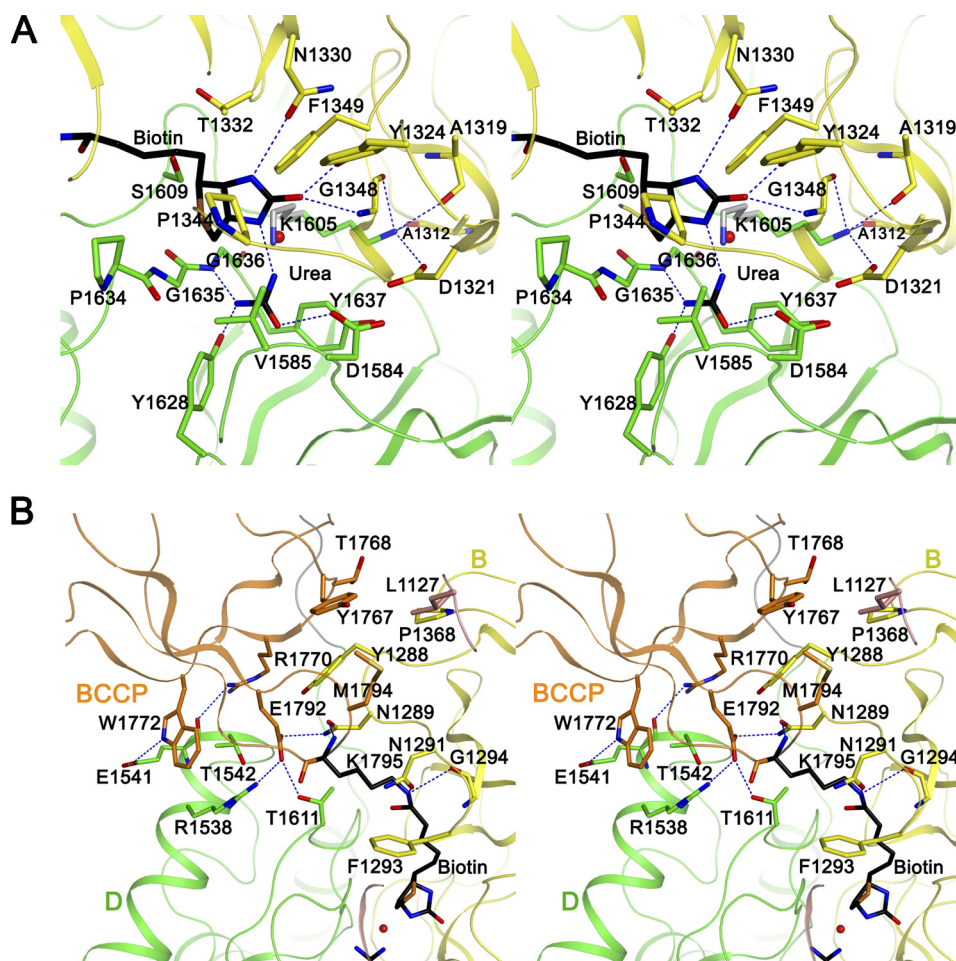 A
N1330 N1330
F1349 F1349
T1332 Y1324 A1319 T1332 Y1324 A1319
Biotin Biotin
S1609 G1348 S1609 G1348
P1344 K1605 P1344 K1605
A1312 A1312
G1636 G1636
Urea D1321 Urea D1321
P1634 G1635 Y1637 P1634 G1635 Y1637
V1585 V1585
D1584 D1584
Y1628 Y1628
B
T1768 T1768
B B
L1127 L1127
Y1767 Y1767
P1368 P1368
R1770 Y1288 R1770 Y1288
BCCP M1794 BCCP M1794
E1792 E1792
W1772 N1289 W1772 N1289
N1291 N1291
E1541 T1542 K1795 G1294 E1541 T1542 K1795 G1294
R1538 T1611 R1538 T1611
F1293 Biotin F1293 Biotin
D D